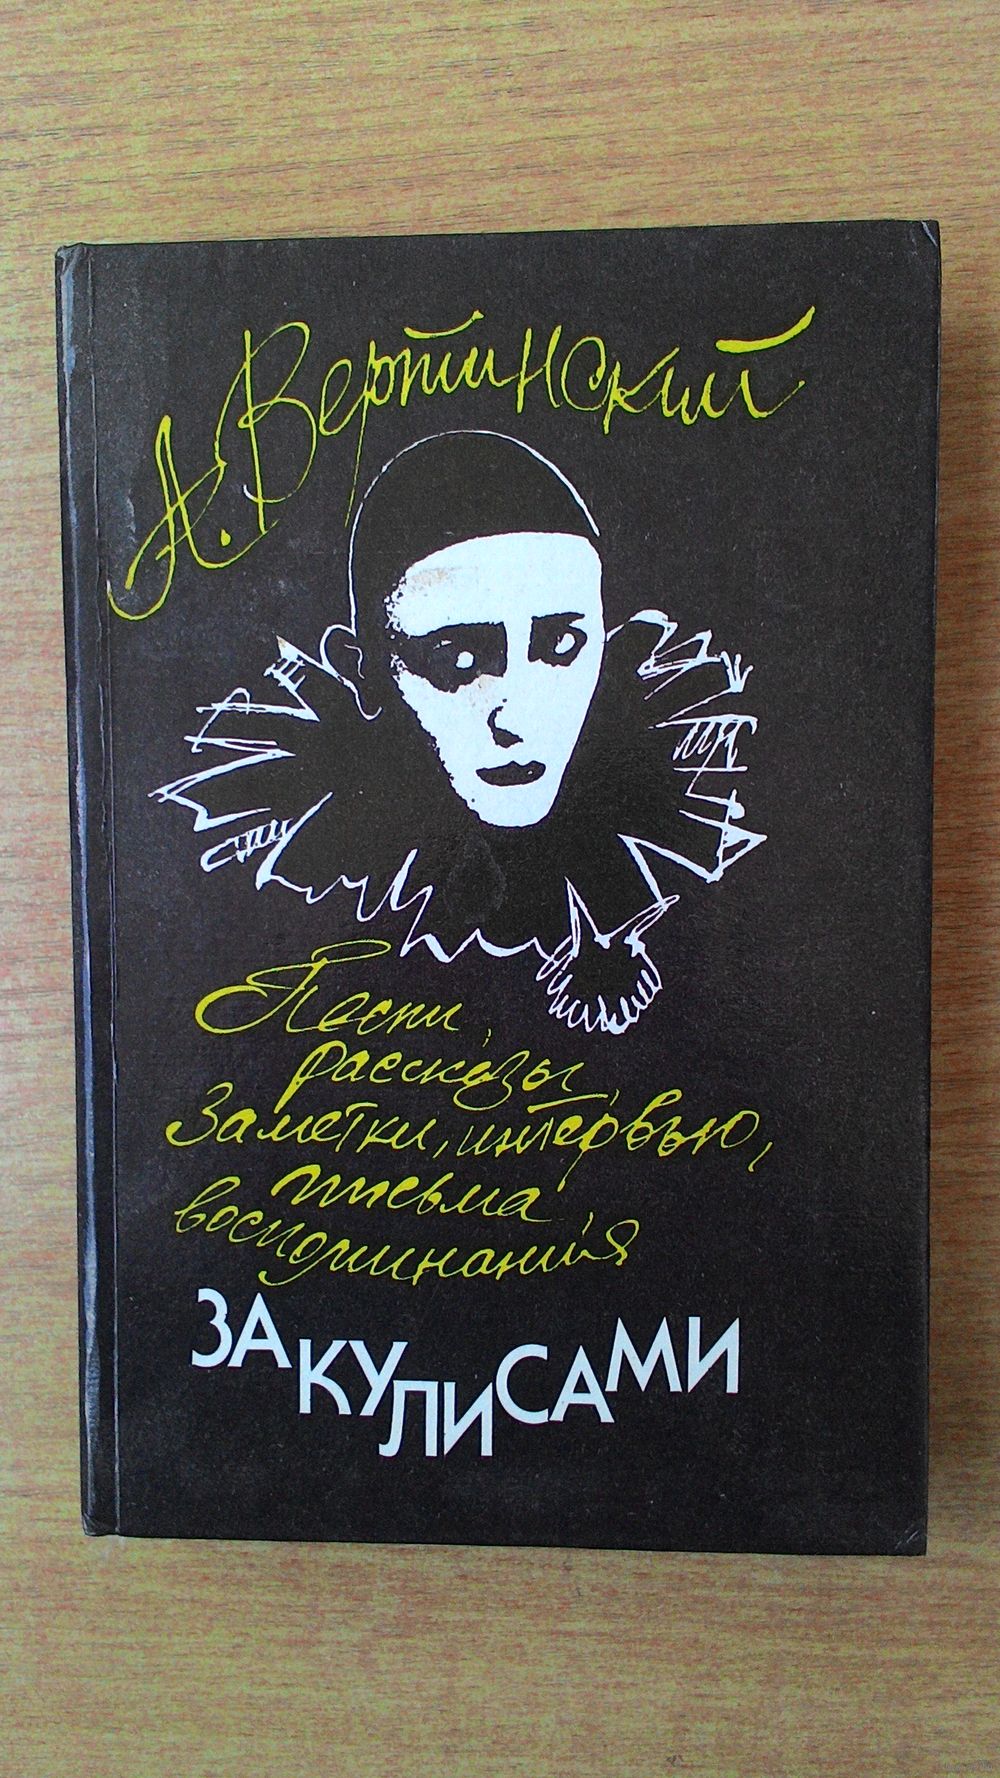 А. Вертинский
Песни,
рассказы,
Заметки, интервью,
письма,
воспоминания
ЗА КУЛИСАМИ